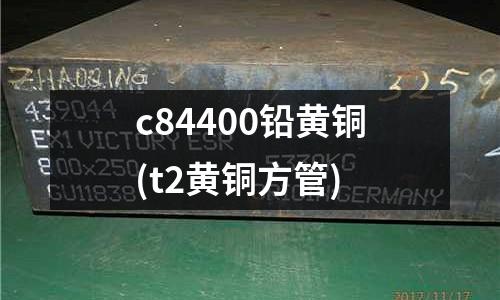 ZHAOQING
3259
439044
c84400铅黄铜
(t2黄铜方管)
EX1 VICTORY ESR
800x250
KG
GU11838
GERMANY
2017/11/17